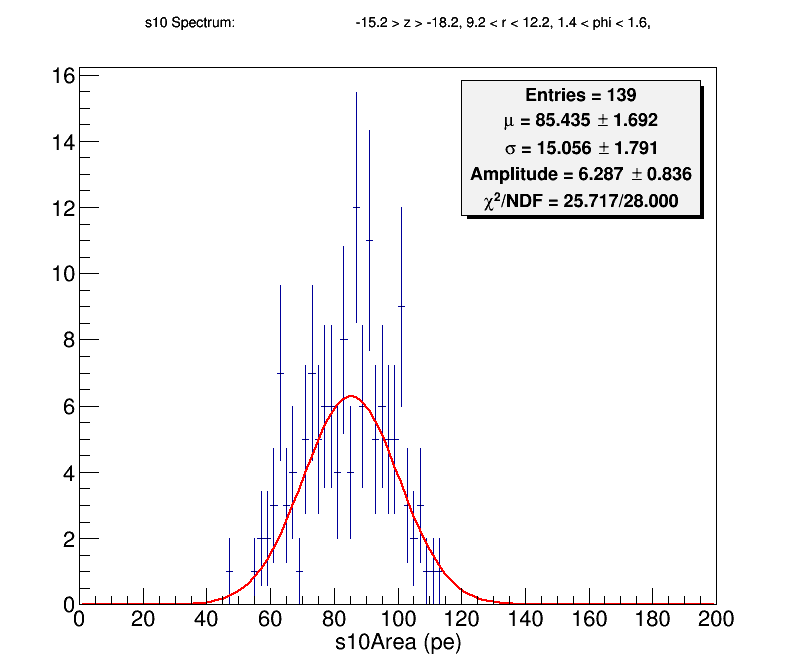 s10 Spectrum: -15.2 > z > -18.2, 9.2 < r < 12.2, 1.4 < phi < 1.6,
Entries = 139
μ = 85.435 ± 1.692
σ = 15.056 ± 1.791
Amplitude = 6.287 ± 0.836
χ²/NDF = 25.717/28.000
16
14
12
10
8
6
4
2
0
0 20 40 60 80 100 120 140 160 180 200
s10Area (pe)